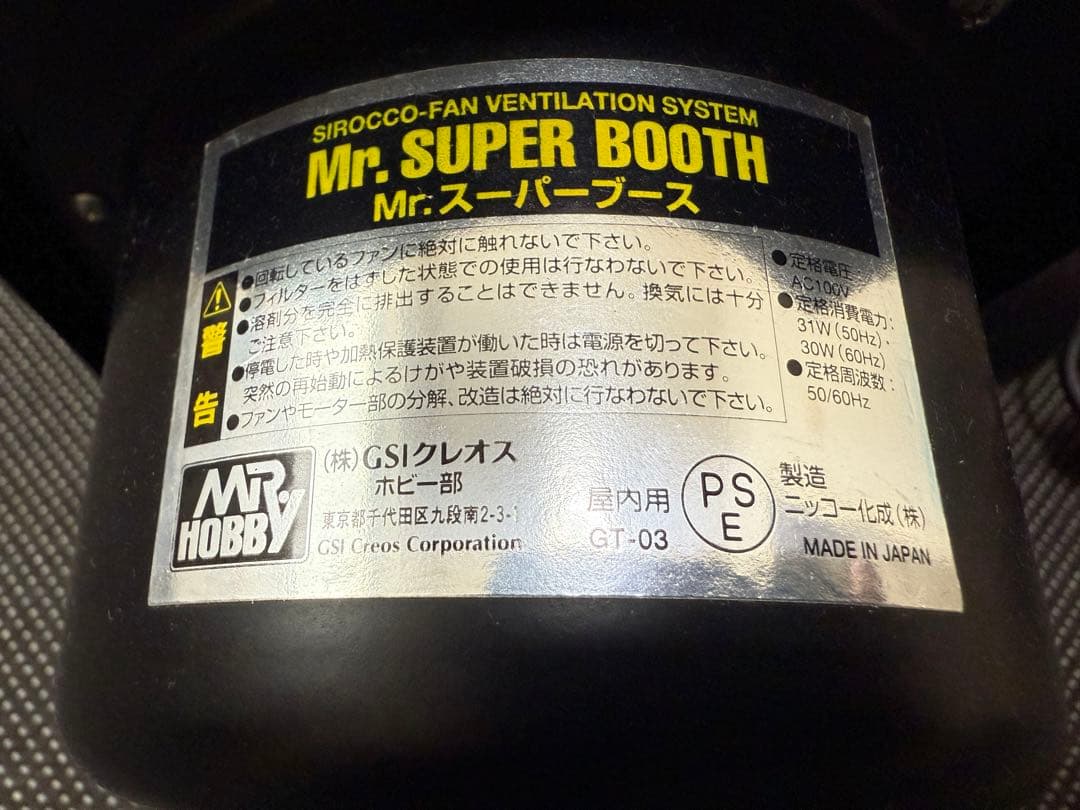 SIROCCO-FAN VENTILATION SYSTEM
Mr. SUPER BOOTH
Mr.スーパーブース
警告
●回転しているファンに絶対に触れないで下さい。
●フィルターをはずした状態での使用は行なわないで下さい。
●溶剤分を完全に排出することはできません。換気には十分
ご注意下さい。
●停電した時や加熱保護装置が働いた時は電源を切って下さい。
突然の再始動によるけがや装置破損の恐れがあります。
●ファンやモーター部の分解、改造は絶対に行なわないで下さい。
●定格電圧
AC100V
●定格消費電力:
31W(50Hz)・
30W(60Hz)
●定格周波数:
50/60Hz
MR HOBBY
(株)GSIクレオス
ホビー部
東京都千代田区九段南2-3-1
GSI Creos Corporation
屋内用
GT-03
PSE
製造
ニッコー化成(株)
MADE IN JAPAN